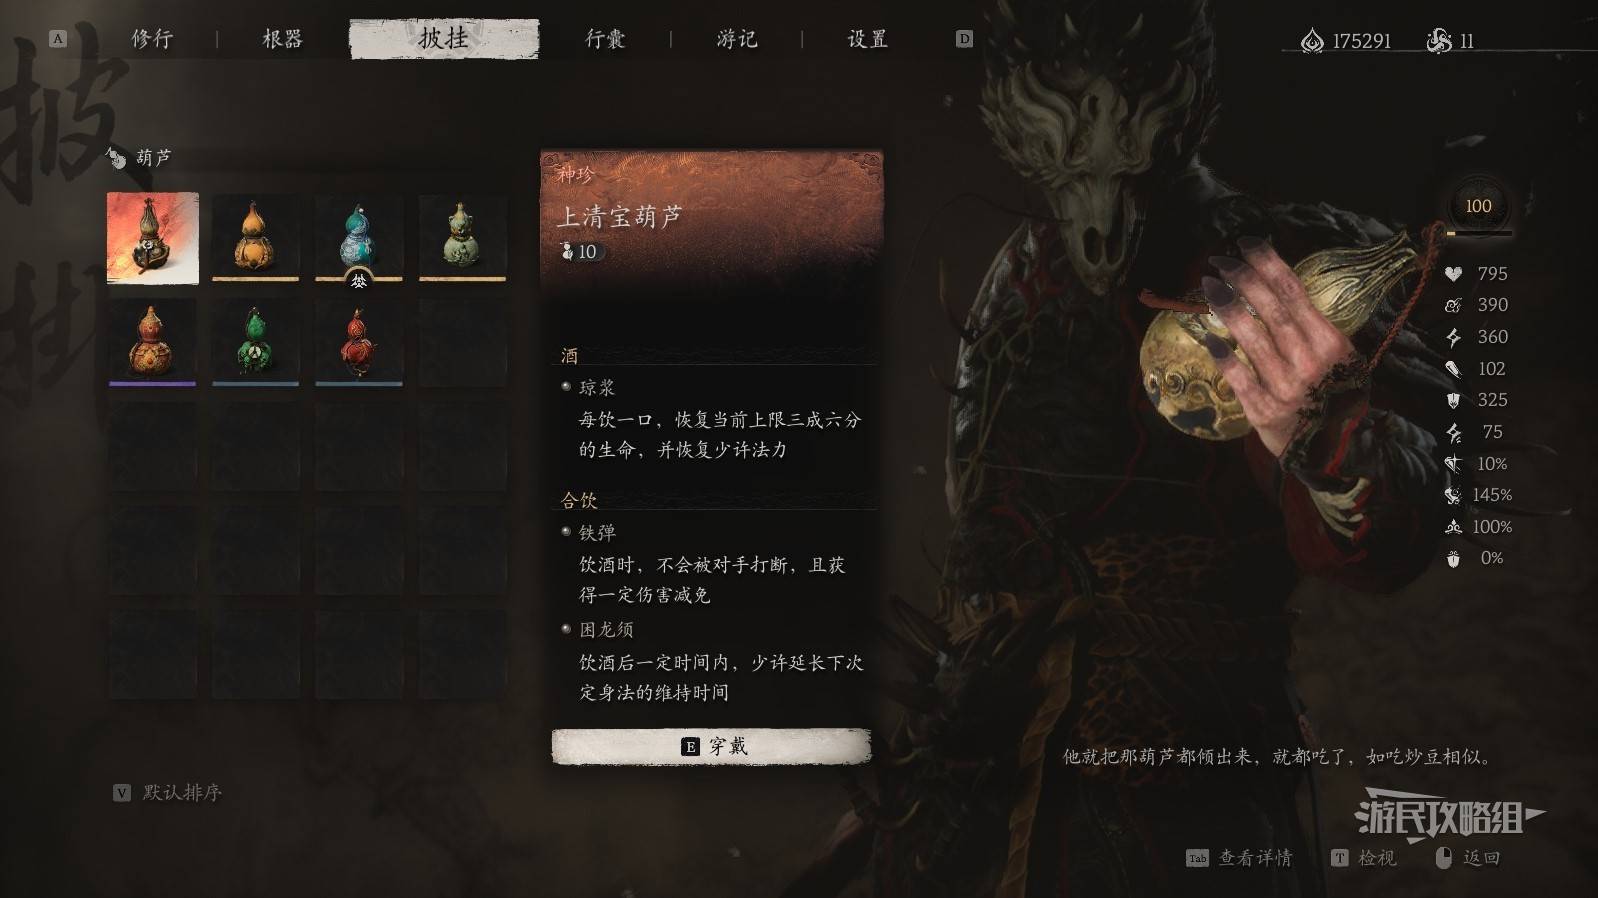 A 修行 | 根器 披挂 行囊 | 游记 | 设置 D
175291 11
披挂
葫芦
神珍
上清宝葫芦
10
酒
琼浆
每饮一口，恢复当前上限三成六分
的生命，并恢复少许法力
合饮
铁弹
饮酒时，不会被对手打断，且获
得一定伤害减免
困龙须
饮酒后一定时间内，少许延长下次
定身法的维持时间
E 穿戴
V 默认排序
100
795
390
360
102
325
75
10%
145%
100%
0%
他就把那葫芦都倾出来，就都吃了，如吃炒豆相似。
游民攻略组
Tab 查看详情 T 检视 返回